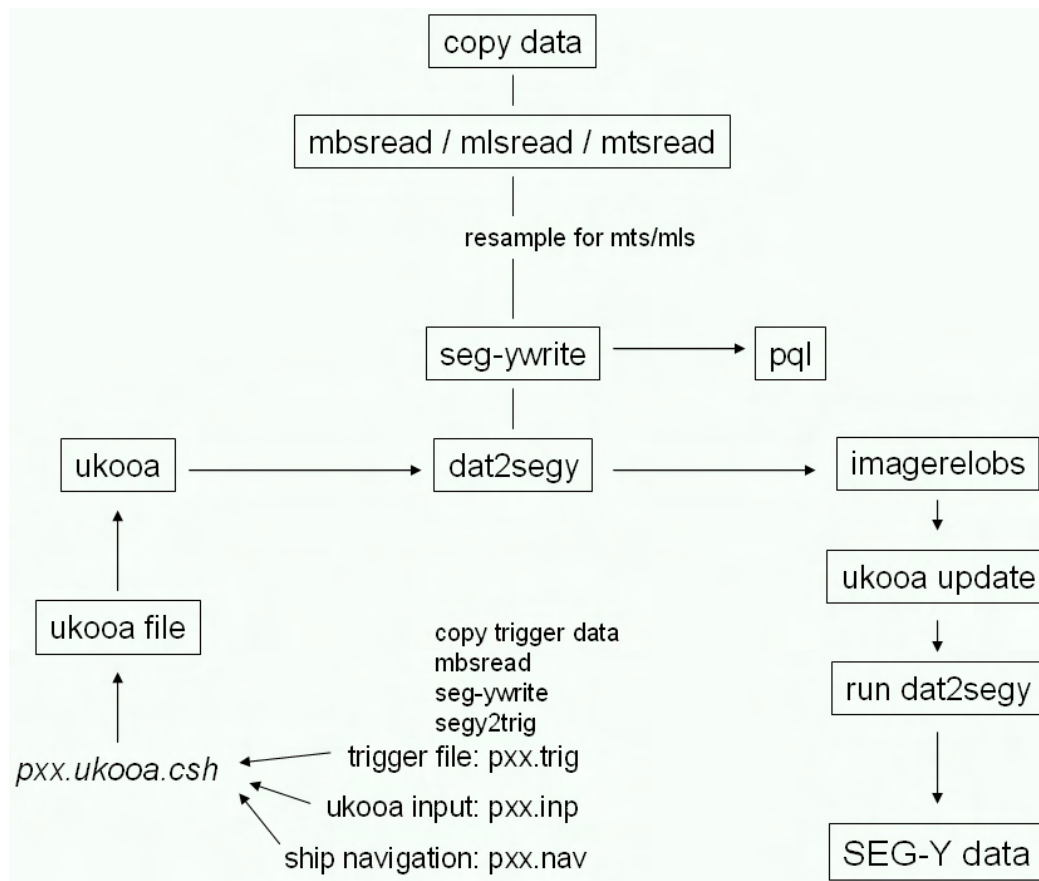 copy data
mbsread / mlsread / mtsread
resample for mts/mls
seg-ywrite
pql
ukooa
dat2segy
imagerelobs
ukooa update
ukooa file
copy trigger data
mbsread
seg-ywrite
segy2trig
run dat2segy
trigger file: pxx.trig
pxx.ukooa.csh
ukooa input: pxx.inp
ship navigation: pxx.nav
SEG-Y data